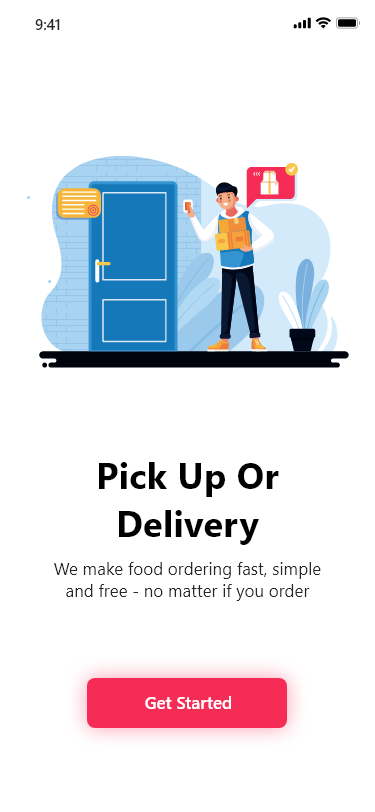 9:41
Pick Up Or
Delivery
We make food ordering fast, simple
and free - no matter if you order
Get Started